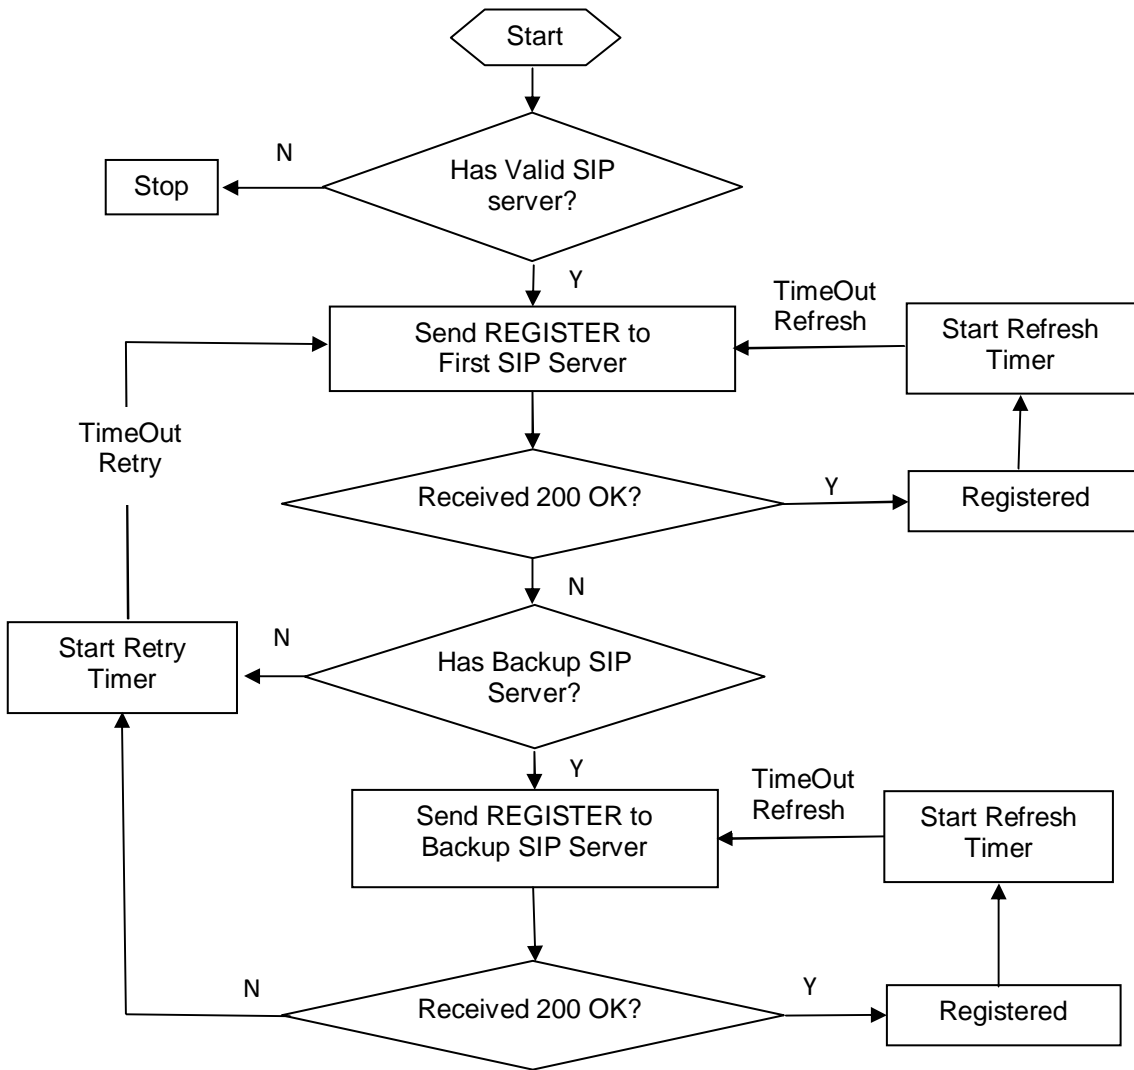 Start
Has Valid SIP
server?
N
Stop
Y
Send REGISTER to
First SIP Server
TimeOut
Refresh
Start Refresh
Timer
TimeOut
Retry
Received 200 OK?
Y
Registered
N
Start Retry
Timer
N
Has Backup SIP
Server?
Y
Send REGISTER to
Backup SIP Server
TimeOut
Refresh
Start Refresh
Timer
N
Received 200 OK?
Y
Registered